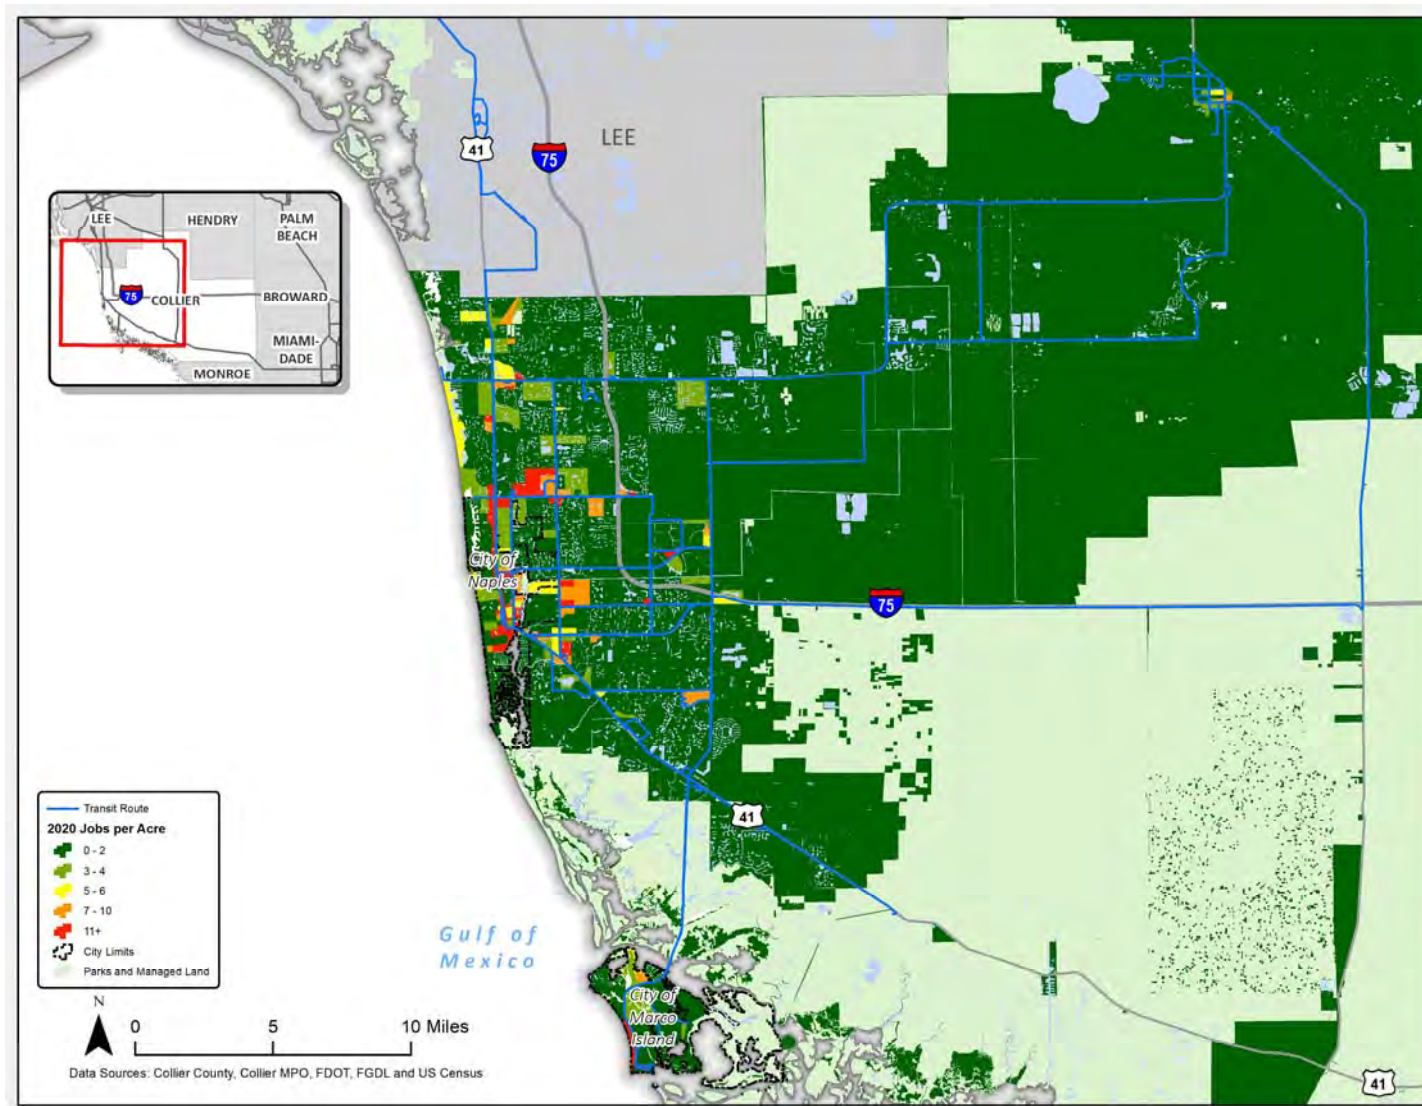 41
75
LEE
LEE
HENDRY
PALM
BEACH
75
COLLIER
BROWARD
MIAMI-
DADE
MONROE
City of
Naples
75
41
Transit Route
2020 Jobs per Acre
0 - 2
3 - 4
5 - 6
7 - 10
11+
City Limits
Parks and Managed Land
Gulf of
Mexico
City of
Marco
Island
N
0 5 10 Miles
Data Sources: Collier County, Collier MPO, FDOT, FGDL and US Census
41